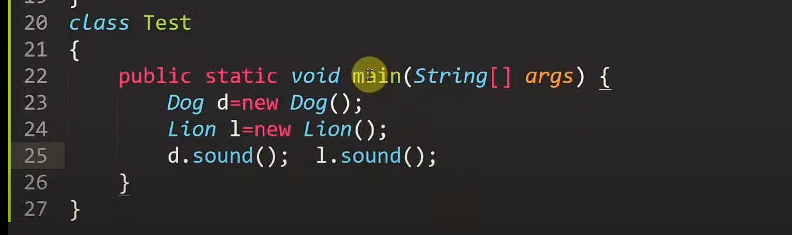 19 }
20 class Test
21 {
22 public static void main(String[] args) {
23 Dog d=new Dog();
24 Lion l=new Lion();
25 d.sound(); l.sound();
26 }
27 }